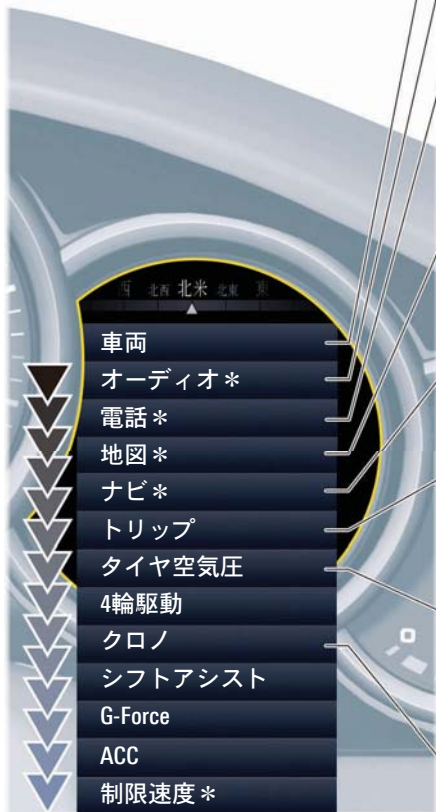 西 北西 北米 北東 東
車両
オーディオ＊
電話＊
地図＊
ナビ＊
トリップ
タイヤ空気圧
4輪駆動
クロノ
シフトアシスト
G-Force
ACC
制限速度＊